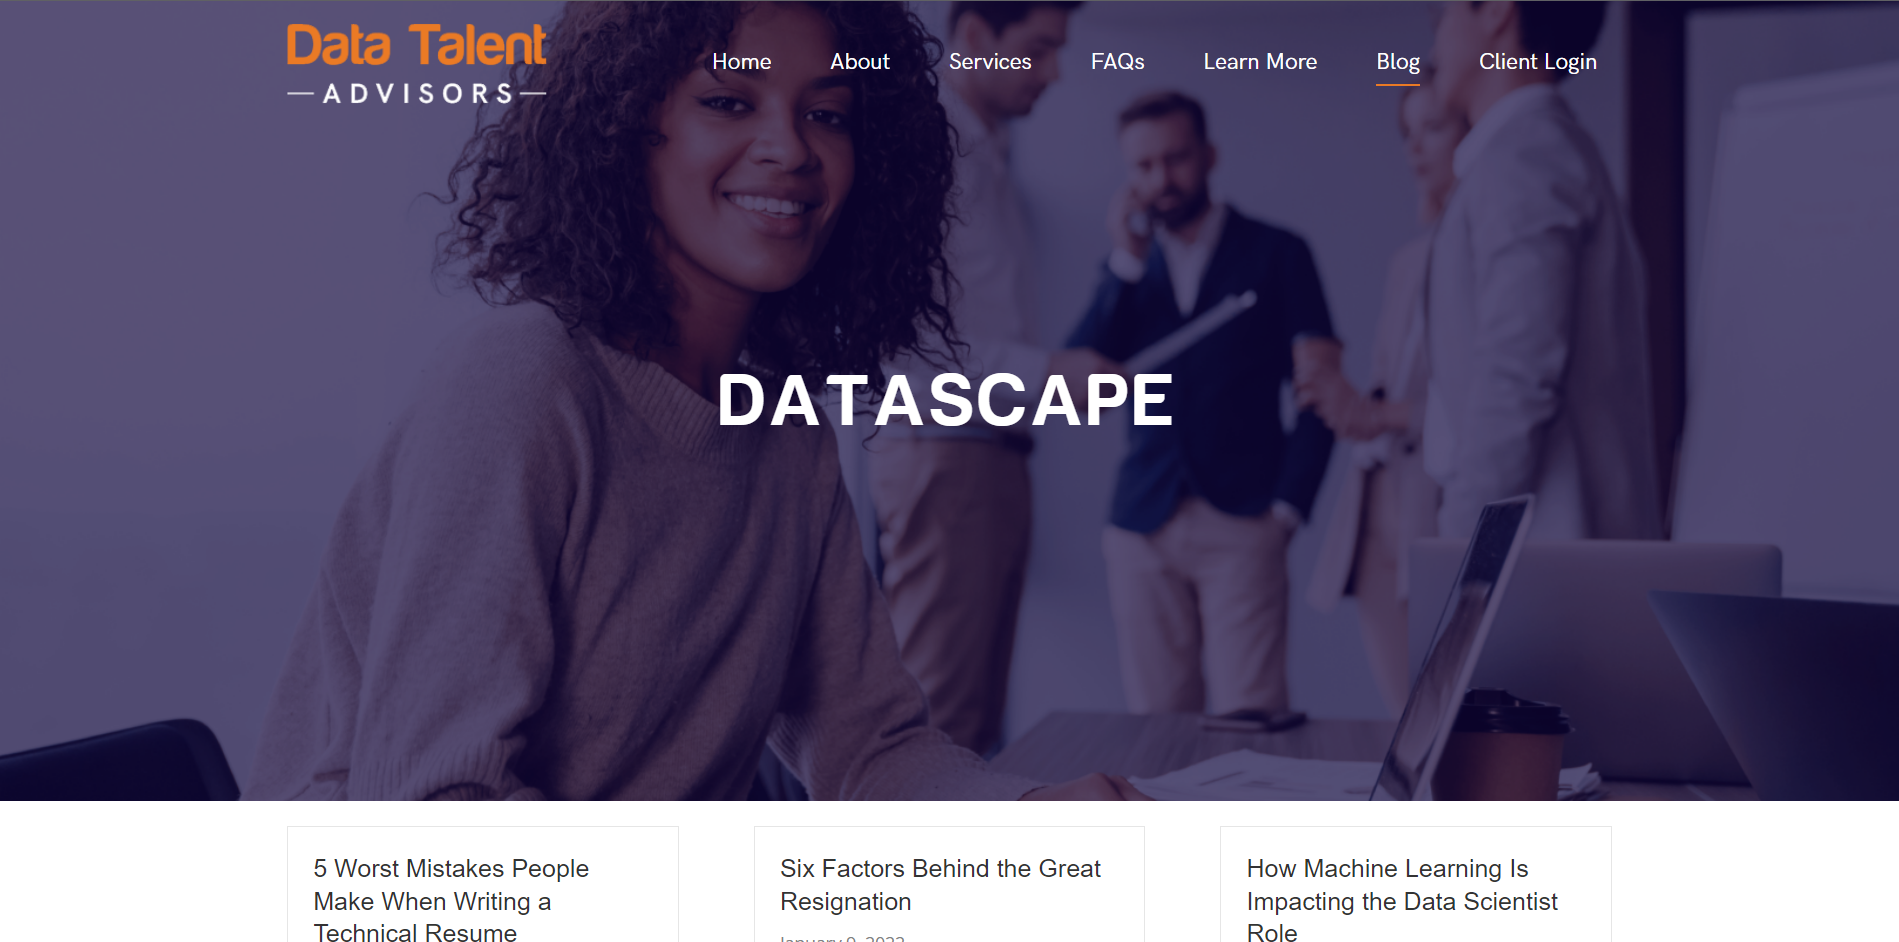 Data Talent
ADVISORS
Home About Services FAQs Learn More Blog Client Login
DATASCAPE
5 Worst Mistakes People
Make When Writing a
Technical Resume
Six Factors Behind the Great
Resignation
How Machine Learning Is
Impacting the Data Scientist
Role